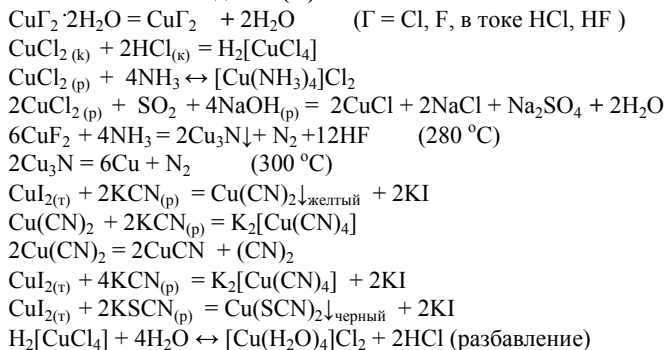 CuΓ₂·2H₂O = CuΓ₂ + 2H₂O (Γ = Cl, F, в токе HCl, HF )
CuCl₂ (k) + 2HCl(к) = H₂[CuCl₄]
CuCl₂ (р) + 4NH₃ ↔ [Cu(NH₃)₄]Cl₂
2CuCl₂ (р) + SO₂ + 4NaOH(р) = 2CuCl + 2NaCl + Na₂SO₄ + 2H₂O
6CuF₂ + 4NH₃ = 2Cu₃N↓+ N₂ +12HF (280 °C)
2Cu₃N = 6Cu + N₂ (300 °C)
CuI₂(т) + 2KCN(р) = Cu(CN)₂↓желтый + 2KI
Cu(CN)₂ + 2KCN(р) = K₂[Cu(CN)₄]
2Cu(CN)₂ = 2CuCN + (CN)₂
CuI₂(т) + 4KCN(р) = K₂[Cu(CN)₄] + 2KI
CuI₂(т) + 2KSCN(р) = Cu(SCN)₂↓черный + 2KI
H₂[CuCl₄] + 4H₂O ↔ [Cu(H₂O)₄]Cl₂ + 2HCl (разбавление)